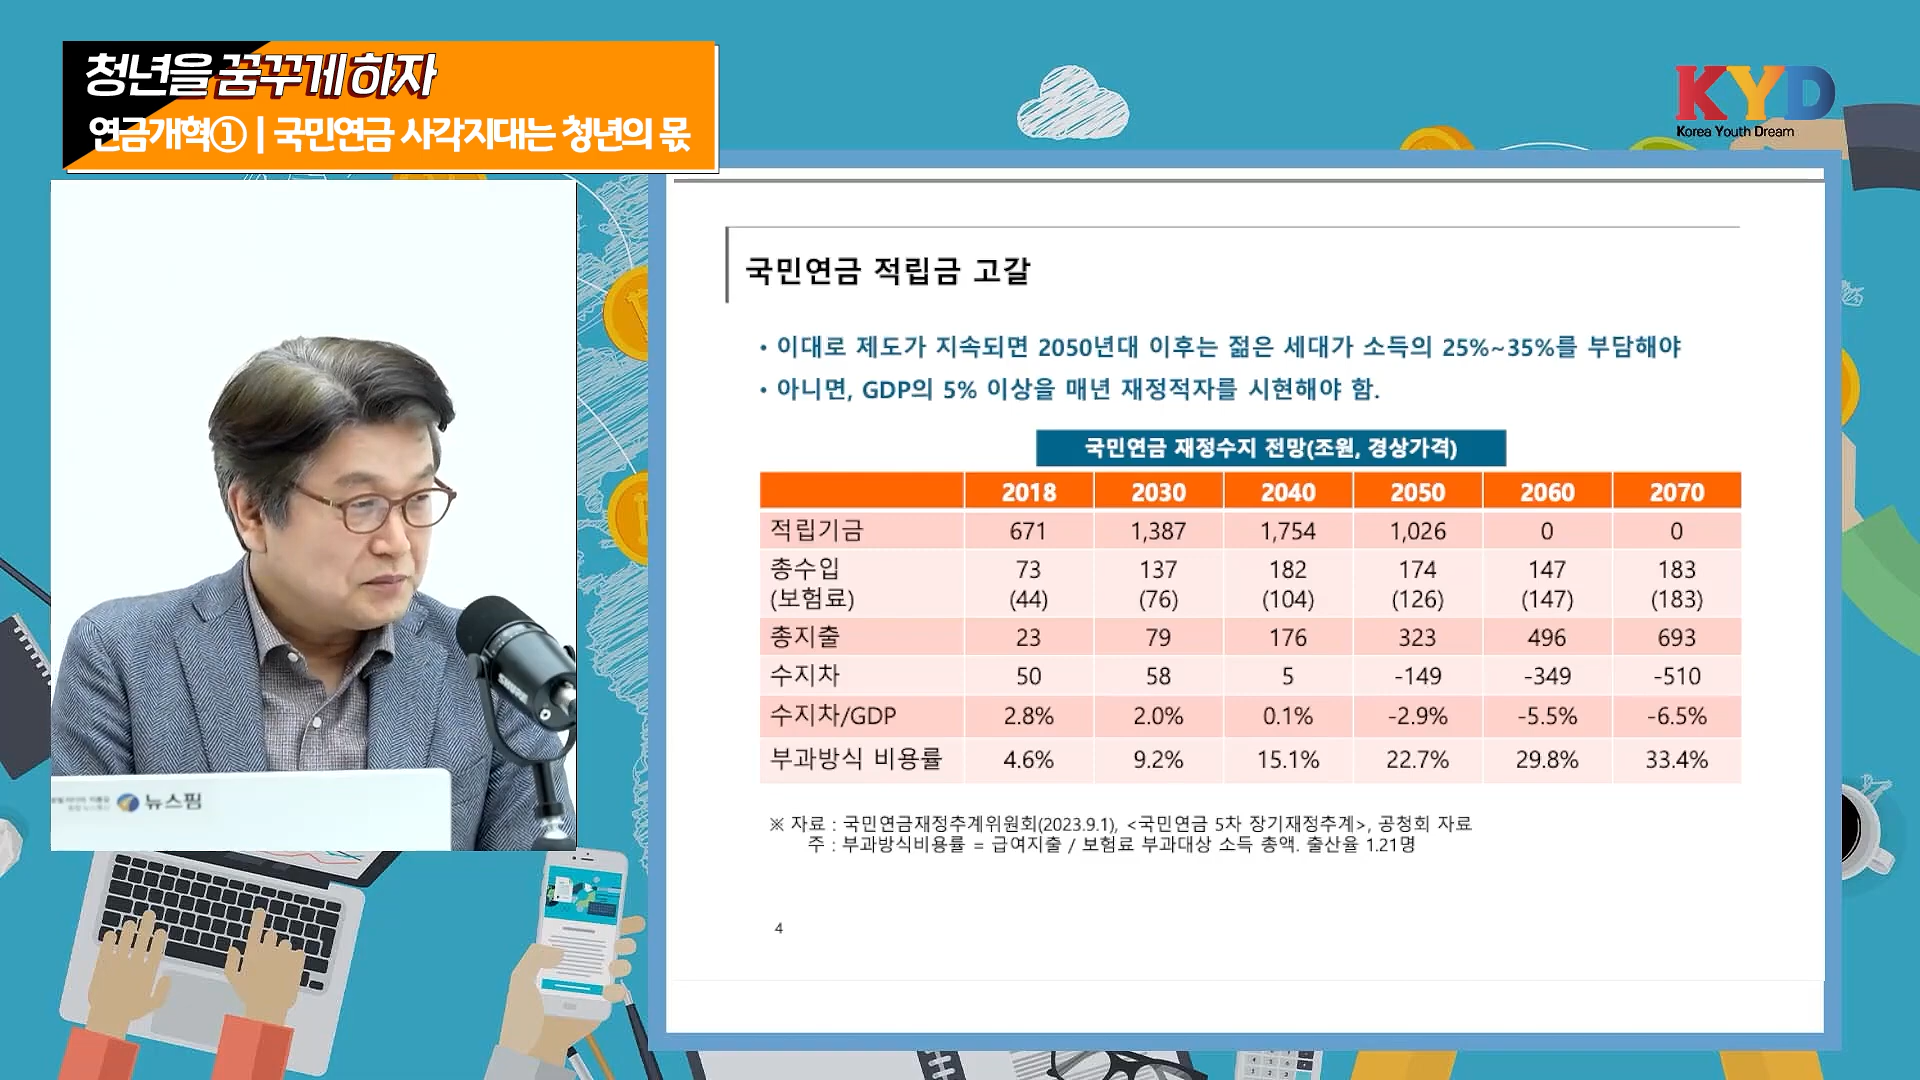 청년을 꿈꾸게 하자
연금개혁① | 국민연금 사각지대는 청년의 몫
KYD
Korea Youth Dream
국민연금 적립금 고갈
• 이대로 제도가 지속되면 2050년대 이후는 젊은 세대가 소득의 25%~35%를 부담해야
• 아니면, GDP의 5% 이상을 매년 재정적자를 시현해야 함.
국민연금 재정수지 전망(조원, 경상가격)
2018 2030 2040 2050 2060 2070
적립기금 671 1,387 1,754 1,026 0 0
총수입 73 137 182 174 147 183
(보험료) (44) (76) (104) (126) (147) (183)
총지출 23 79 176 323 496 693
수지차 50 58 5 -149 -349 -510
수지차/GDP 2.8% 2.0% 0.1% -2.9% -5.5% -6.5%
부과방식 비용률 4.6% 9.2% 15.1% 22.7% 29.8% 33.4%
※ 자료 : 국민연금재정추계위원회(2023.9.1), <국민연금 5차 장기재정추계>, 공청회 자료
주 : 부과방식비용률 = 급여지출 / 보험료 부과대상 소득 총액. 출산율 1.21명
4
뉴스핌
SHURE